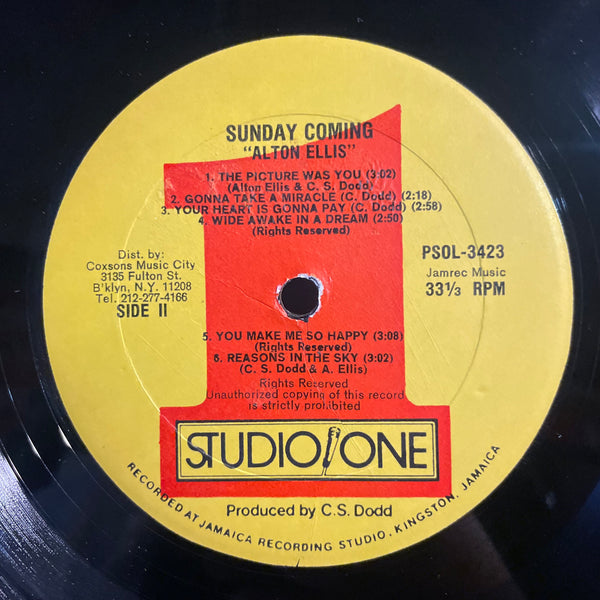 SUNDAY COMING
"ALTON ELLIS"
1. THE PICTURE WAS YOU (3:02)
(Alton Ellis & C. S. Dodd)
2. GONNA TAKE A MIRACLE (C. Dodd) (2:18)
3. YOUR HEART IS GONNA PAY (C. Dodd) (2:58)
4. WIDE AWAKE IN A DREAM (2:50)
(Rights Reserved)
Dist. by:
Coxsons Music City
3135 Fulton St.
B'klyn, N.Y. 11208
Tel. 212-277-4166
SIDE II
PSOL-3423
Jamrec Music
33⅓ RPM
5. YOU MAKE ME SO HAPPY (3:08)
(Rights Reserved)
6. REASONS IN THE SKY (3:02)
(C. S. Dodd & A. Ellis)
Rights Reserved
Unauthorized copying of this record
is strictly prohibited
STUDIO ONE
Produced by C.S. Dodd
RECORDED AT JAMAICA RECORDING STUDIO, KINGSTON, JAMAICA